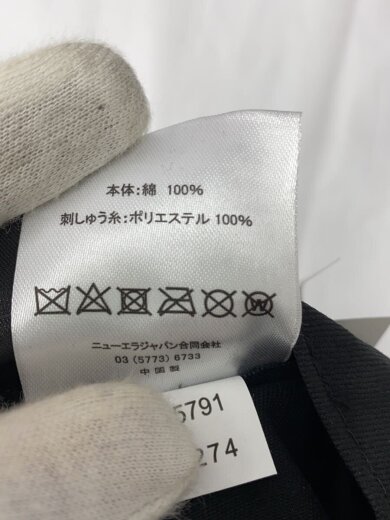 本体：綿 100%
刺しゅう糸：ポリエステル 100%
ニューエラジャパン合同会社
03 (5773) 6733
中国製
5791
274